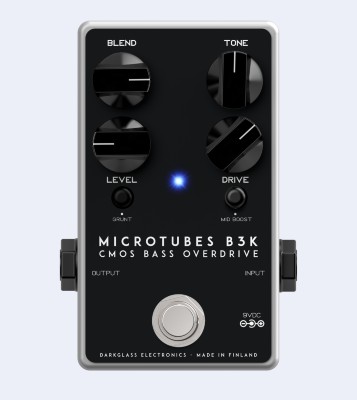 BLEND TONE
LEVEL DRIVE
GRUNT MID BOOST
MICROTUBES B3K
CMOS BASS OVERDRIVE
OUTPUT INPUT
9VDC
DARKGLASS ELECTRONICS · MADE IN FINLAND